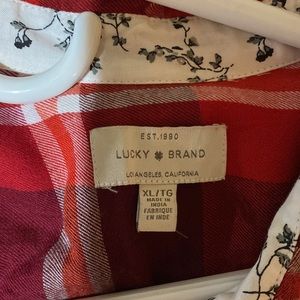 EST. 1990
LUCKY ♣ BRAND
LOS ANGELES, CALIFORNIA
XL/TG
MADE IN
INDIA
FABRIQUE
EN INDE